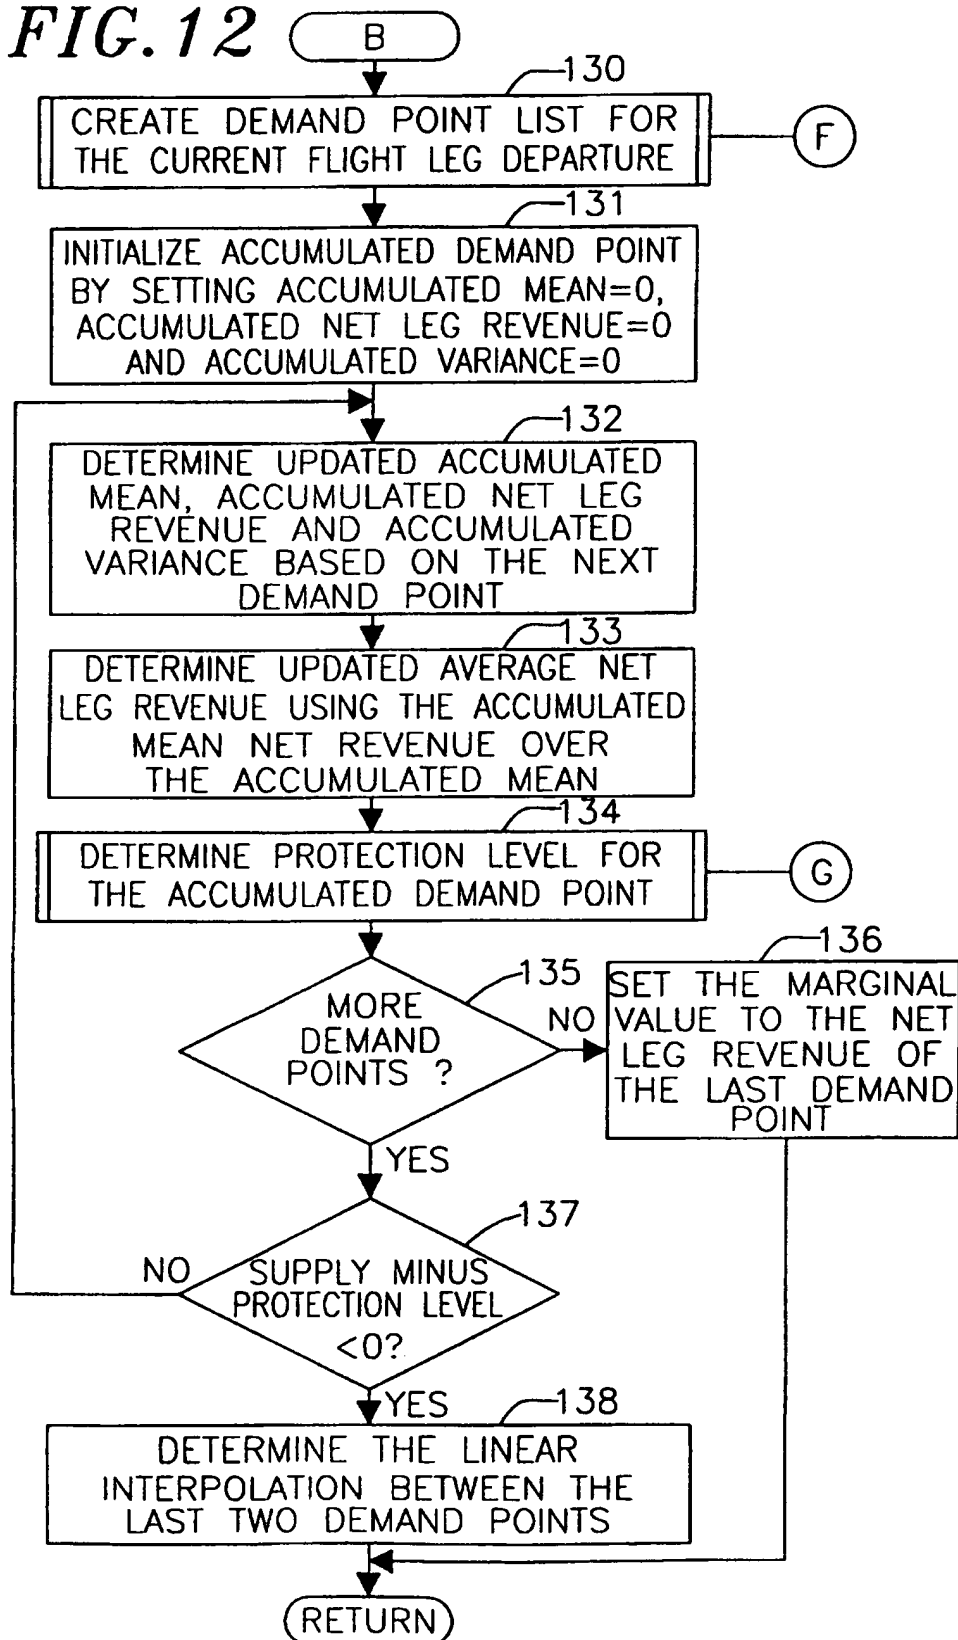 FIG.12
B
130
CREATE DEMAND POINT LIST FOR
THE CURRENT FLIGHT LEG DEPARTURE
F
131
INITIALIZE ACCUMULATED DEMAND POINT
BY SETTING ACCUMULATED MEAN=0,
ACCUMULATED NET LEG REVENUE=0
AND ACCUMULATED VARIANCE=0
132
DETERMINE UPDATED ACCUMULATED
MEAN, ACCUMULATED NET LEG
REVENUE AND ACCUMULATED
VARIANCE BASED ON THE NEXT
DEMAND POINT
133
DETERMINE UPDATED AVERAGE NET
LEG REVENUE USING THE ACCUMULATED
MEAN NET REVENUE OVER
THE ACCUMULATED MEAN
134
DETERMINE PROTECTION LEVEL FOR
THE ACCUMULATED DEMAND POINT
G
135
MORE
DEMAND
POINTS ?
NO
136
SET THE MARGINAL
VALUE TO THE NET
LEG REVENUE OF
THE LAST DEMAND
POINT
YES
137
NO
SUPPLY MINUS
PROTECTION LEVEL
<0?
YES
138
DETERMINE THE LINEAR
INTERPOLATION BETWEEN THE
LAST TWO DEMAND POINTS
RETURN